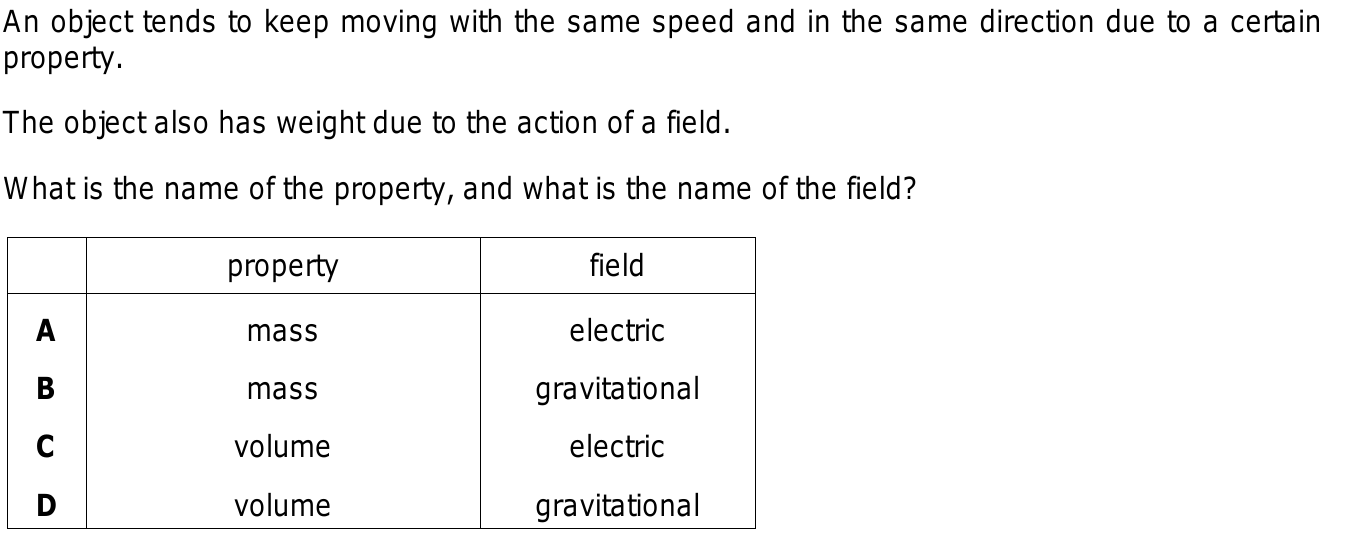 An object tends to keep moving with the same speed and in the same direction due to a certain
property.
The object also has weight due to the action of a field.
What is the name of the property, and what is the name of the field?
property field
A mass electric
B mass gravitational
C volume electric
D volume gravitational